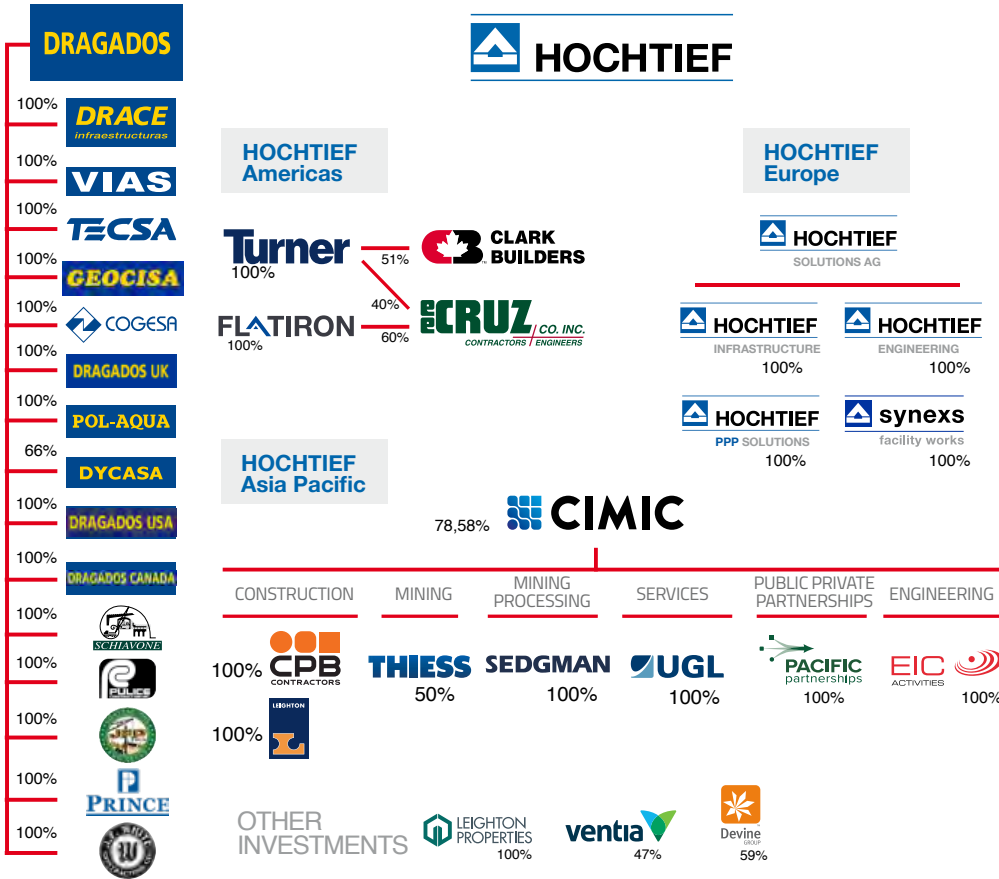 DRAGADOS
100%
DRACE
infraestructuras
100%
VIAS
100%
TECSA
100%
GEOCISA
100%
COGESA
100%
DRAGADOS UK
100%
POL-AQUA
66%
DYCASA
100%
DRAGADOS USA
100%
DRAGADOS CANADA
100%
SCHIAVONE
100%
PULICE
100%
100%
PRINCE
100%
HOCHTIEF
HOCHTIEF
Americas
Turner
100%
51%
CLARK
BUILDERS
40%
FLATIRON
100%
60%
CRUZ
CO. INC.
CONTRACTORS ENGINEERS
HOCHTIEF
Europe
HOCHTIEF
SOLUTIONS AG
HOCHTIEF
INFRASTRUCTURE
100%
HOCHTIEF
ENGINEERING
100%
HOCHTIEF
PPP SOLUTIONS
100%
synexs
facility works
100%
HOCHTIEF
Asia Pacific
78,58%
CIMIC
CONSTRUCTION
100%
CPB
CONTRACTORS
100%
LEIGHTON
MINING
THIESS
50%
MINING
PROCESSING
SEDGMAN
100%
SERVICES
UGL
100%
PUBLIC PRIVATE
PARTNERSHIPS
PACIFIC
partnerships
100%
ENGINEERING
EIC
ACTIVITIES
100%
OTHER
INVESTMENTS
LEIGHTON
PROPERTIES
100%
ventia
47%
Devine
GROUP
59%